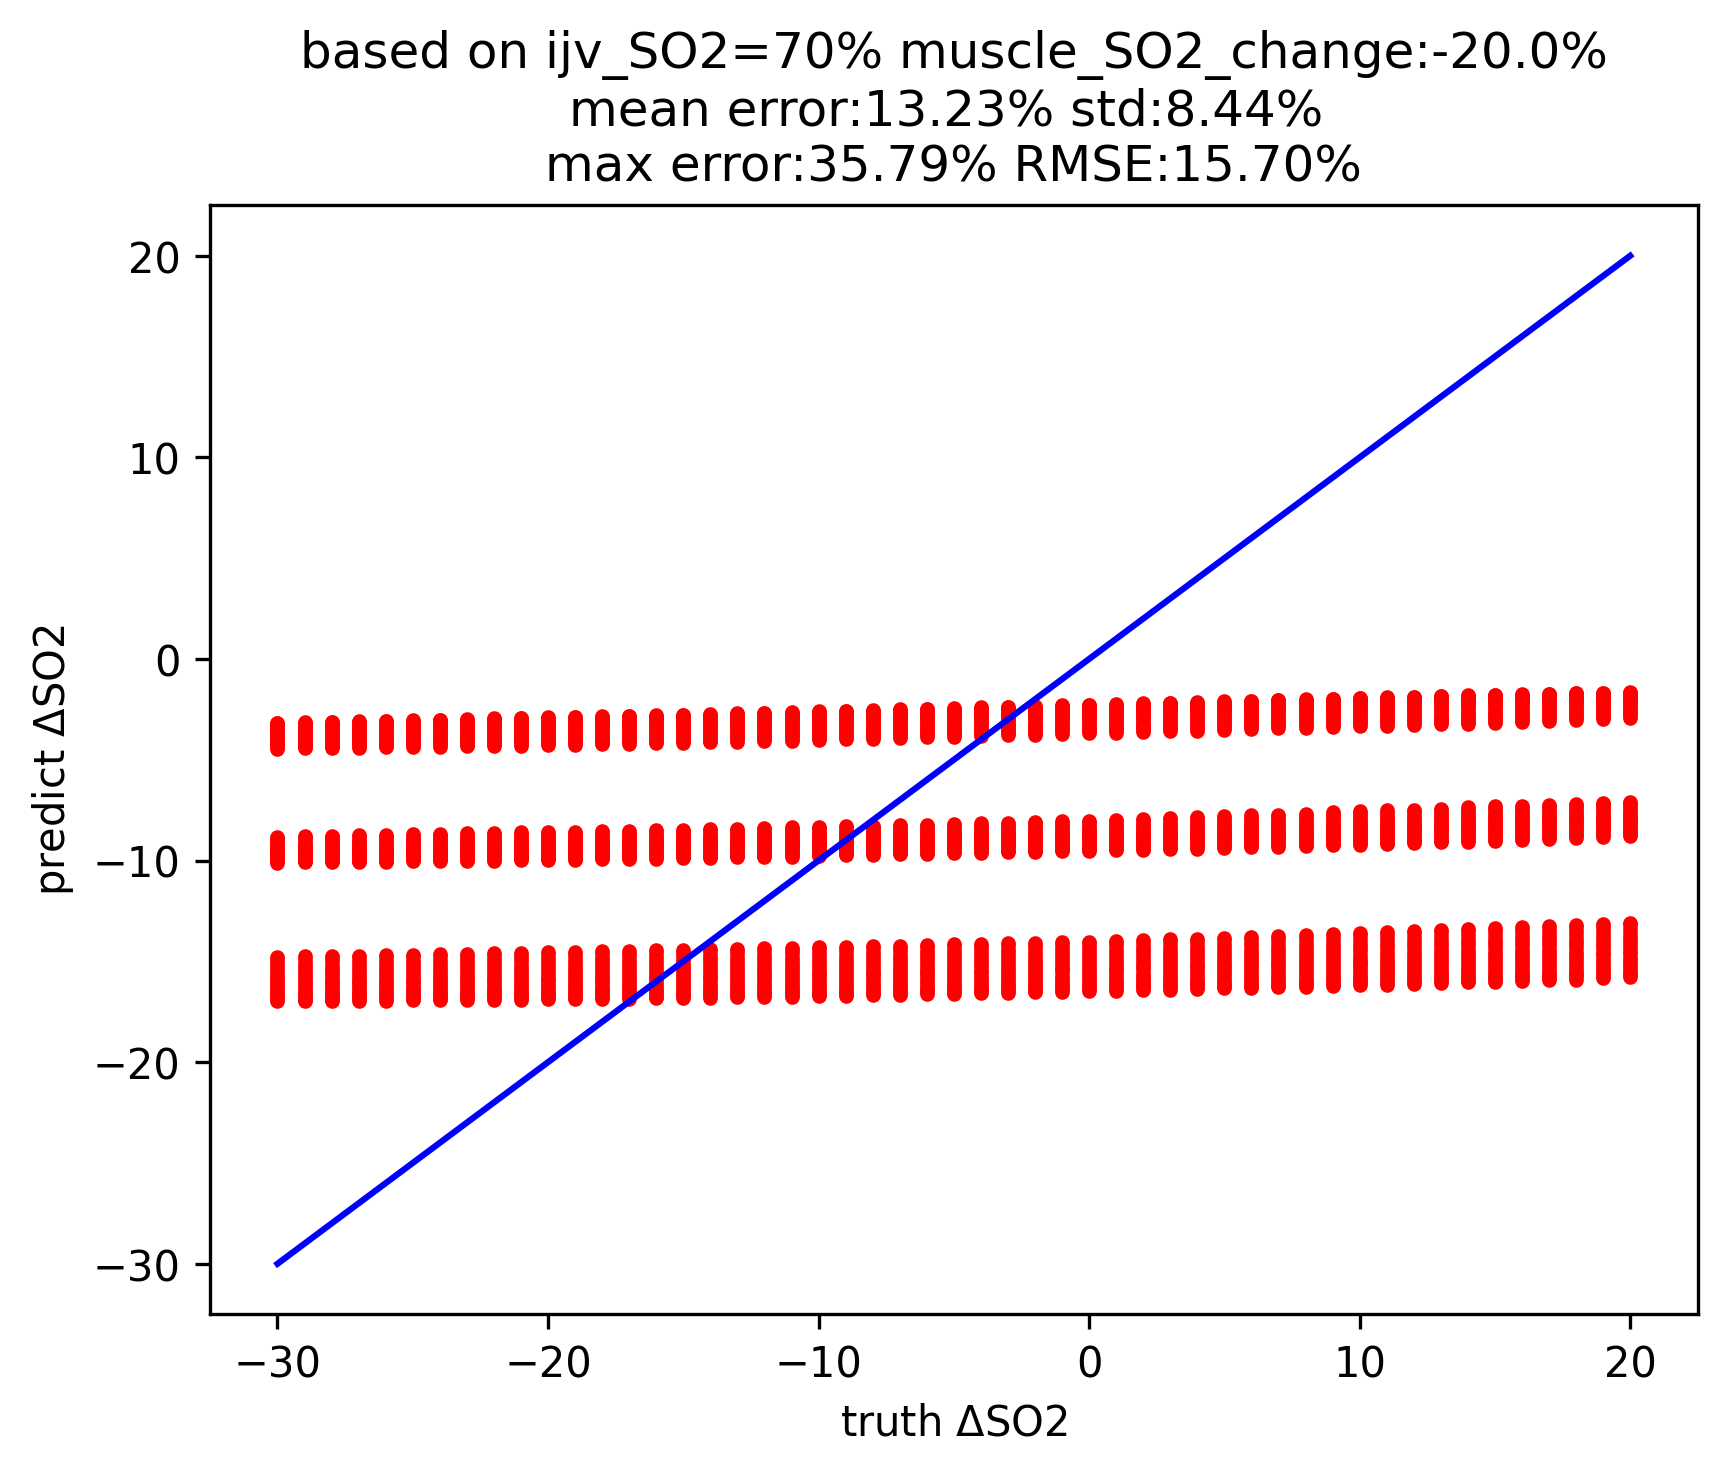 based on ijv_SO2=70% muscle_SO2_change:-20.0%
mean error:13.23% std:8.44%
max error:35.79% RMSE:15.70%
20
10
0
−10
−20
−30
predict ΔSO2
−30
−20
−10
0
10
20
truth ΔSO2